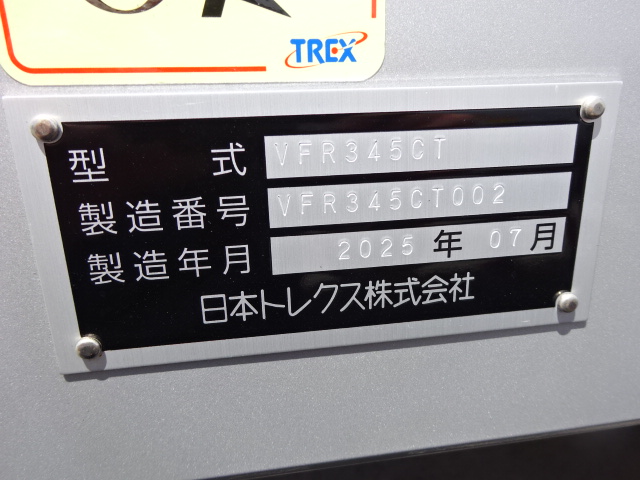 TREX
型 式 VFR345CT
製造番号 VFR345CT002
製造年月 2025 年 07 月
日本トレクス株式会社